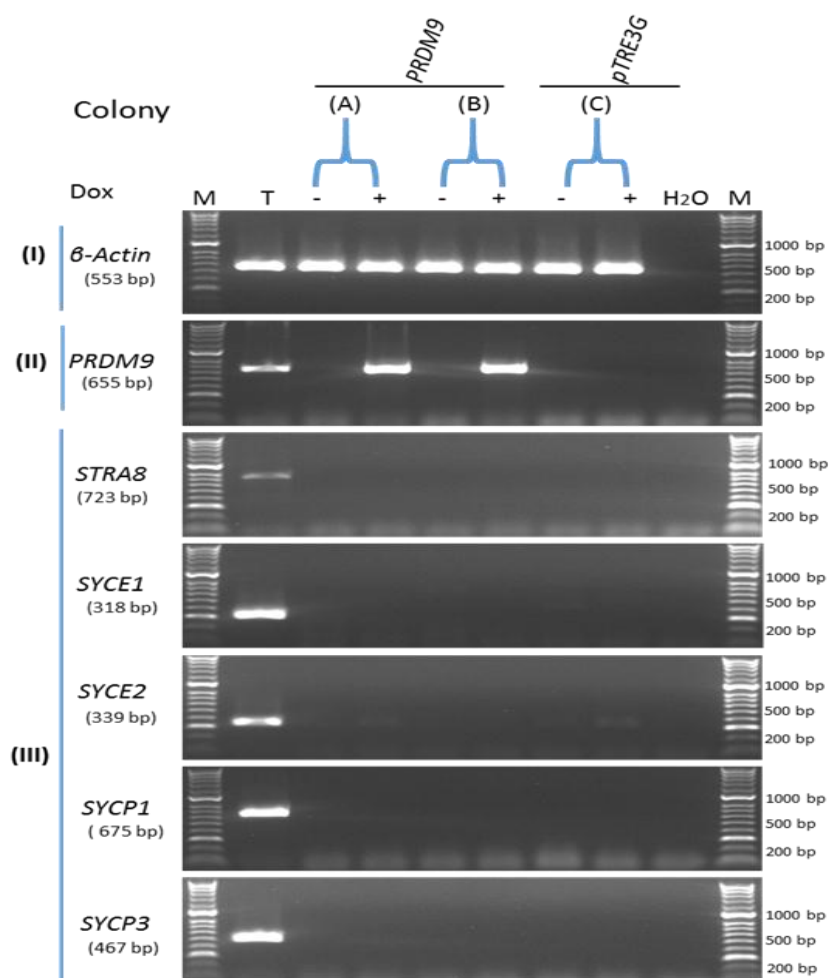 PRDM9 pTRE3G
Colony (A) (B) (C)
Dox M T - + - + - + H2O M
(I) β-Actin
(553 bp)
1000 bp
500 bp
200 bp
(II) PRDM9
(655 bp)
1000 bp
500 bp
200 bp
STRA8
(723 bp)
1000 bp
500 bp
200 bp
SYCE1
(318 bp)
1000 bp
500 bp
200 bp
(III)
SYCE2
(339 bp)
1000 bp
500 bp
200 bp
SYCP1
( 675 bp)
1000 bp
500 bp
200 bp
SYCP3
(467 bp)
1000 bp
500 bp
200 bp